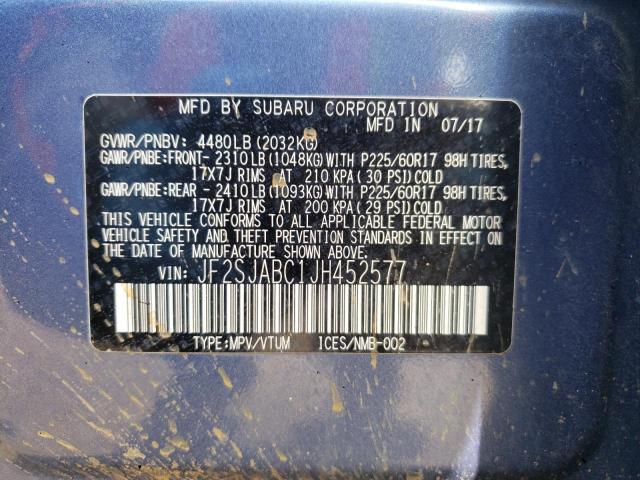 MFD BY SUBARU CORPORATION
MFD IN 07/17
GVWR/PNBV: 4480LB (2032KG)
GAWR/PNBE:FRONT- 2310LB (1048KG)WITH P225/60R17 98H TIRES,
17X7J RIMS AT 210 KPA ( 30 PSI) COLD
GAWR/PNBE:REAR - 2410LB (1093KG)WITH P225/60R17 98H TIRES,
17X7J RIMS AT 200 KPA (29 PSI) COLD
THIS VEHICLE CONFORMS TO ALL APPLICABLE FEDERAL MOTOR
VEHICLE SAFETY AND THEFT PREVENTION STANDARDS IN EFFECT ON
THE DATE OF MANUFACTURE SHOWN ABOVE.
VIN: JF2SJABC1JH452577
TYPE:MPV/VTUM ICES/NMB-002